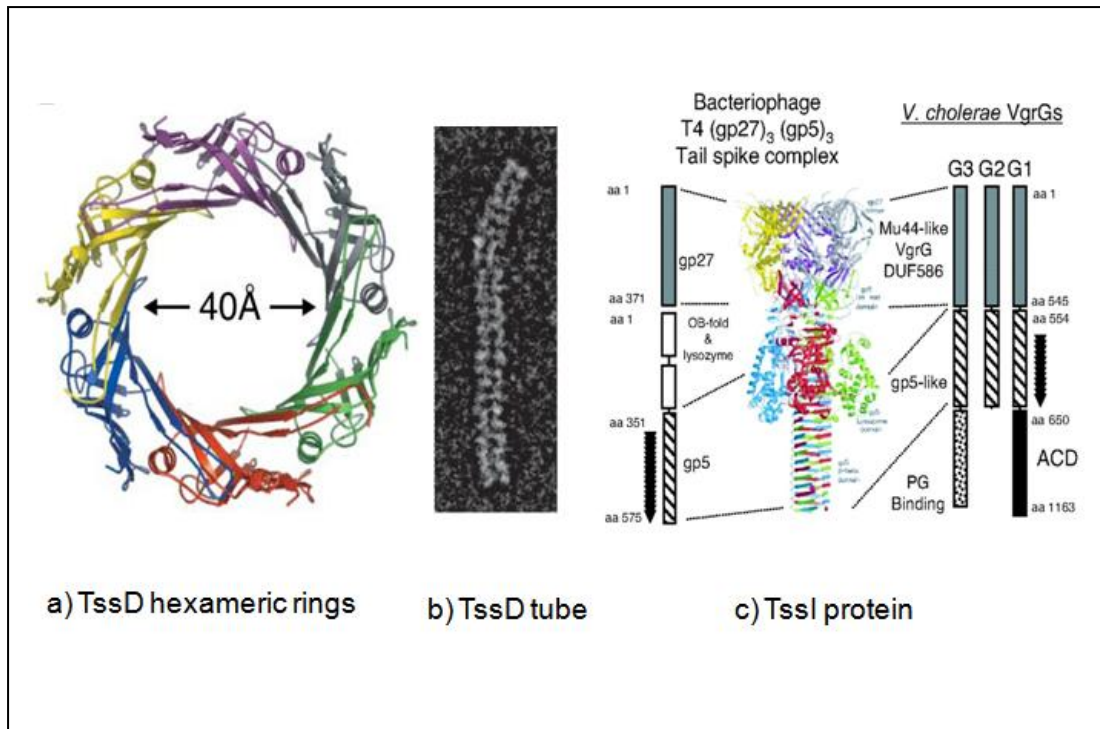 40Å
Bacteriophage
T4 (gp27)3 (gp5)3
Tail spike complex
aa 1
gp27
aa 371
aa 1
OB-fold
&
lysozyme
aa 351
gp5
aa 575
V. cholerae VgrGs
G3 G2 G1
aa 1
Mu44-like
VgrG
DUF586
aa 545
aa 554
gp5-like
aa 650
ACD
PG
Binding
aa 1163
a) TssD hexameric rings
b) TssD tube
c) TssI protein